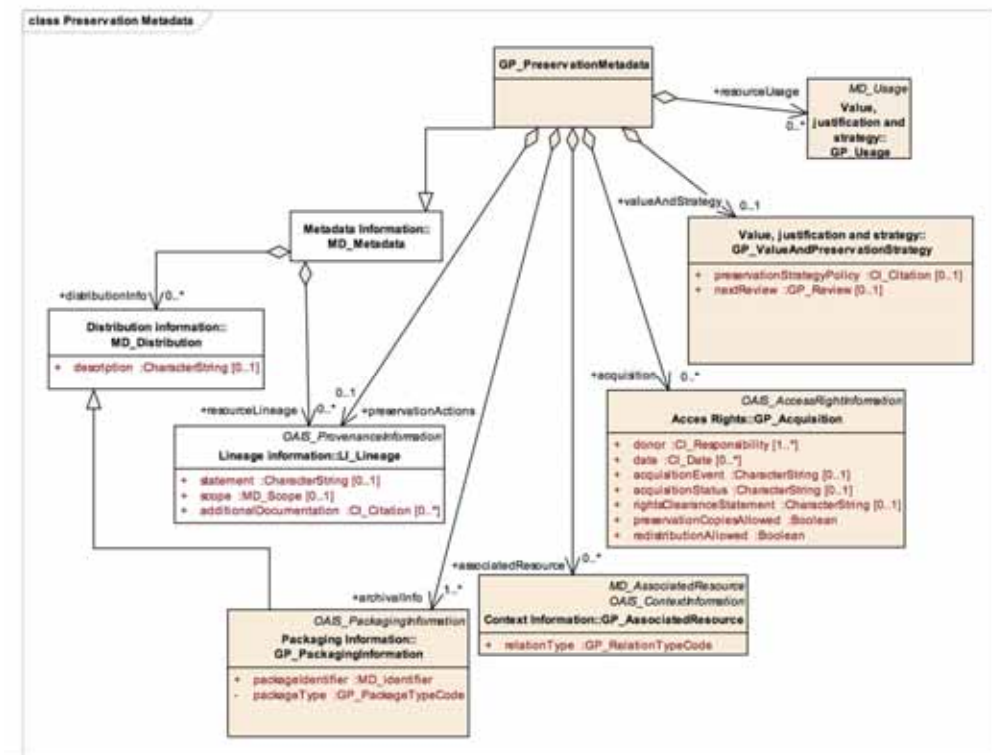 class Preservation Metadata
GP_PreservationMetadata
+resourceUsage
0..*
MD_Usage
Value,
justification and
strategy::
GP_Usage
+valueAndStrategy
0..1
Value, justification and strategy::
GP_ValueAndPreservationStrategy
+ preservationStrategyPolicy :CI_Citation [0..1]
+ nextReview :GP_Review [0..1]
Metadata Information::
MD_Metadata
+distributionInfo
0..*
Distribution information::
MD_Distribution
+ description :CharacterString [0..1]
+resourceLineage
0..*
0..1
+preservationActions
OAIS_ProvenanceInformation
Lineage information::LI_Lineage
+ statement :CharacterString [0..1]
+ scope :MD_Scope [0..1]
+ additionalDocumentation :CI_Citation [0..*]
+acquisition
0..*
OAIS_AccessRightInformation
Acces Rights::GP_Acquisition
+ donor :CI_Responsibility [1..*]
+ date :CI_Date [0..*]
+ acquisitionEvent :CharacterString [0..1]
+ acquisitionStatus :CharacterString [0..1]
+ rightsClearanceStatement :CharacterString [0..1]
+ preservationCopiesAllowed :Boolean
+ redistributionAllowed :Boolean
+associatedResource
0..*
MD_AssociatedResource
OAIS_ContextInformation
Context Information::GP_AssociatedResource
+ relationType :GP_RelationTypeCode
+archivalInfo
1..*
OAIS_PackagingInformation
Packaging Information::
GP_PackagingInformation
+ packageIdentifier :MD_Identifier
- packageType :GP_PackageTypeCode